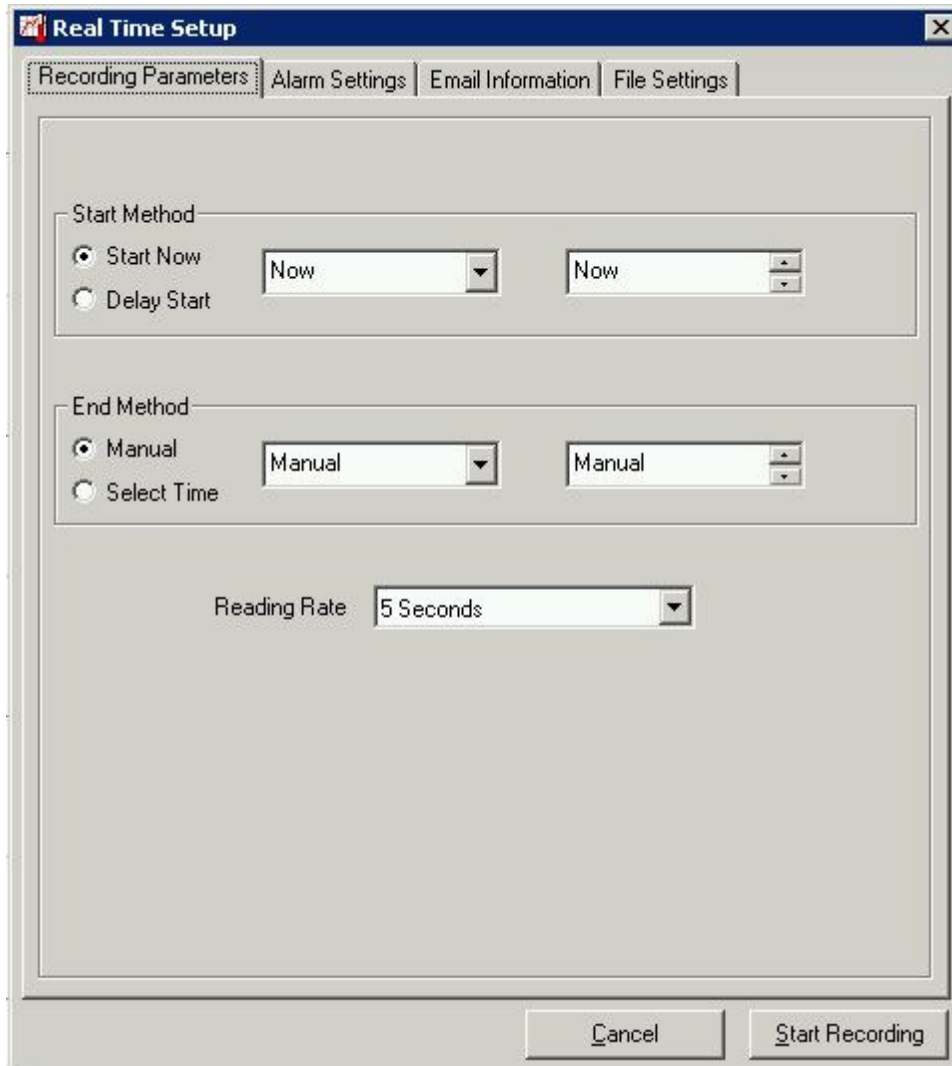 Real Time Setup
Recording Parameters Alarm Settings Email Information File Settings
Start Method
Start Now Now Now
Delay Start
End Method
Manual Manual Manual
Select Time
Reading Rate 5 Seconds
Cancel Start Recording